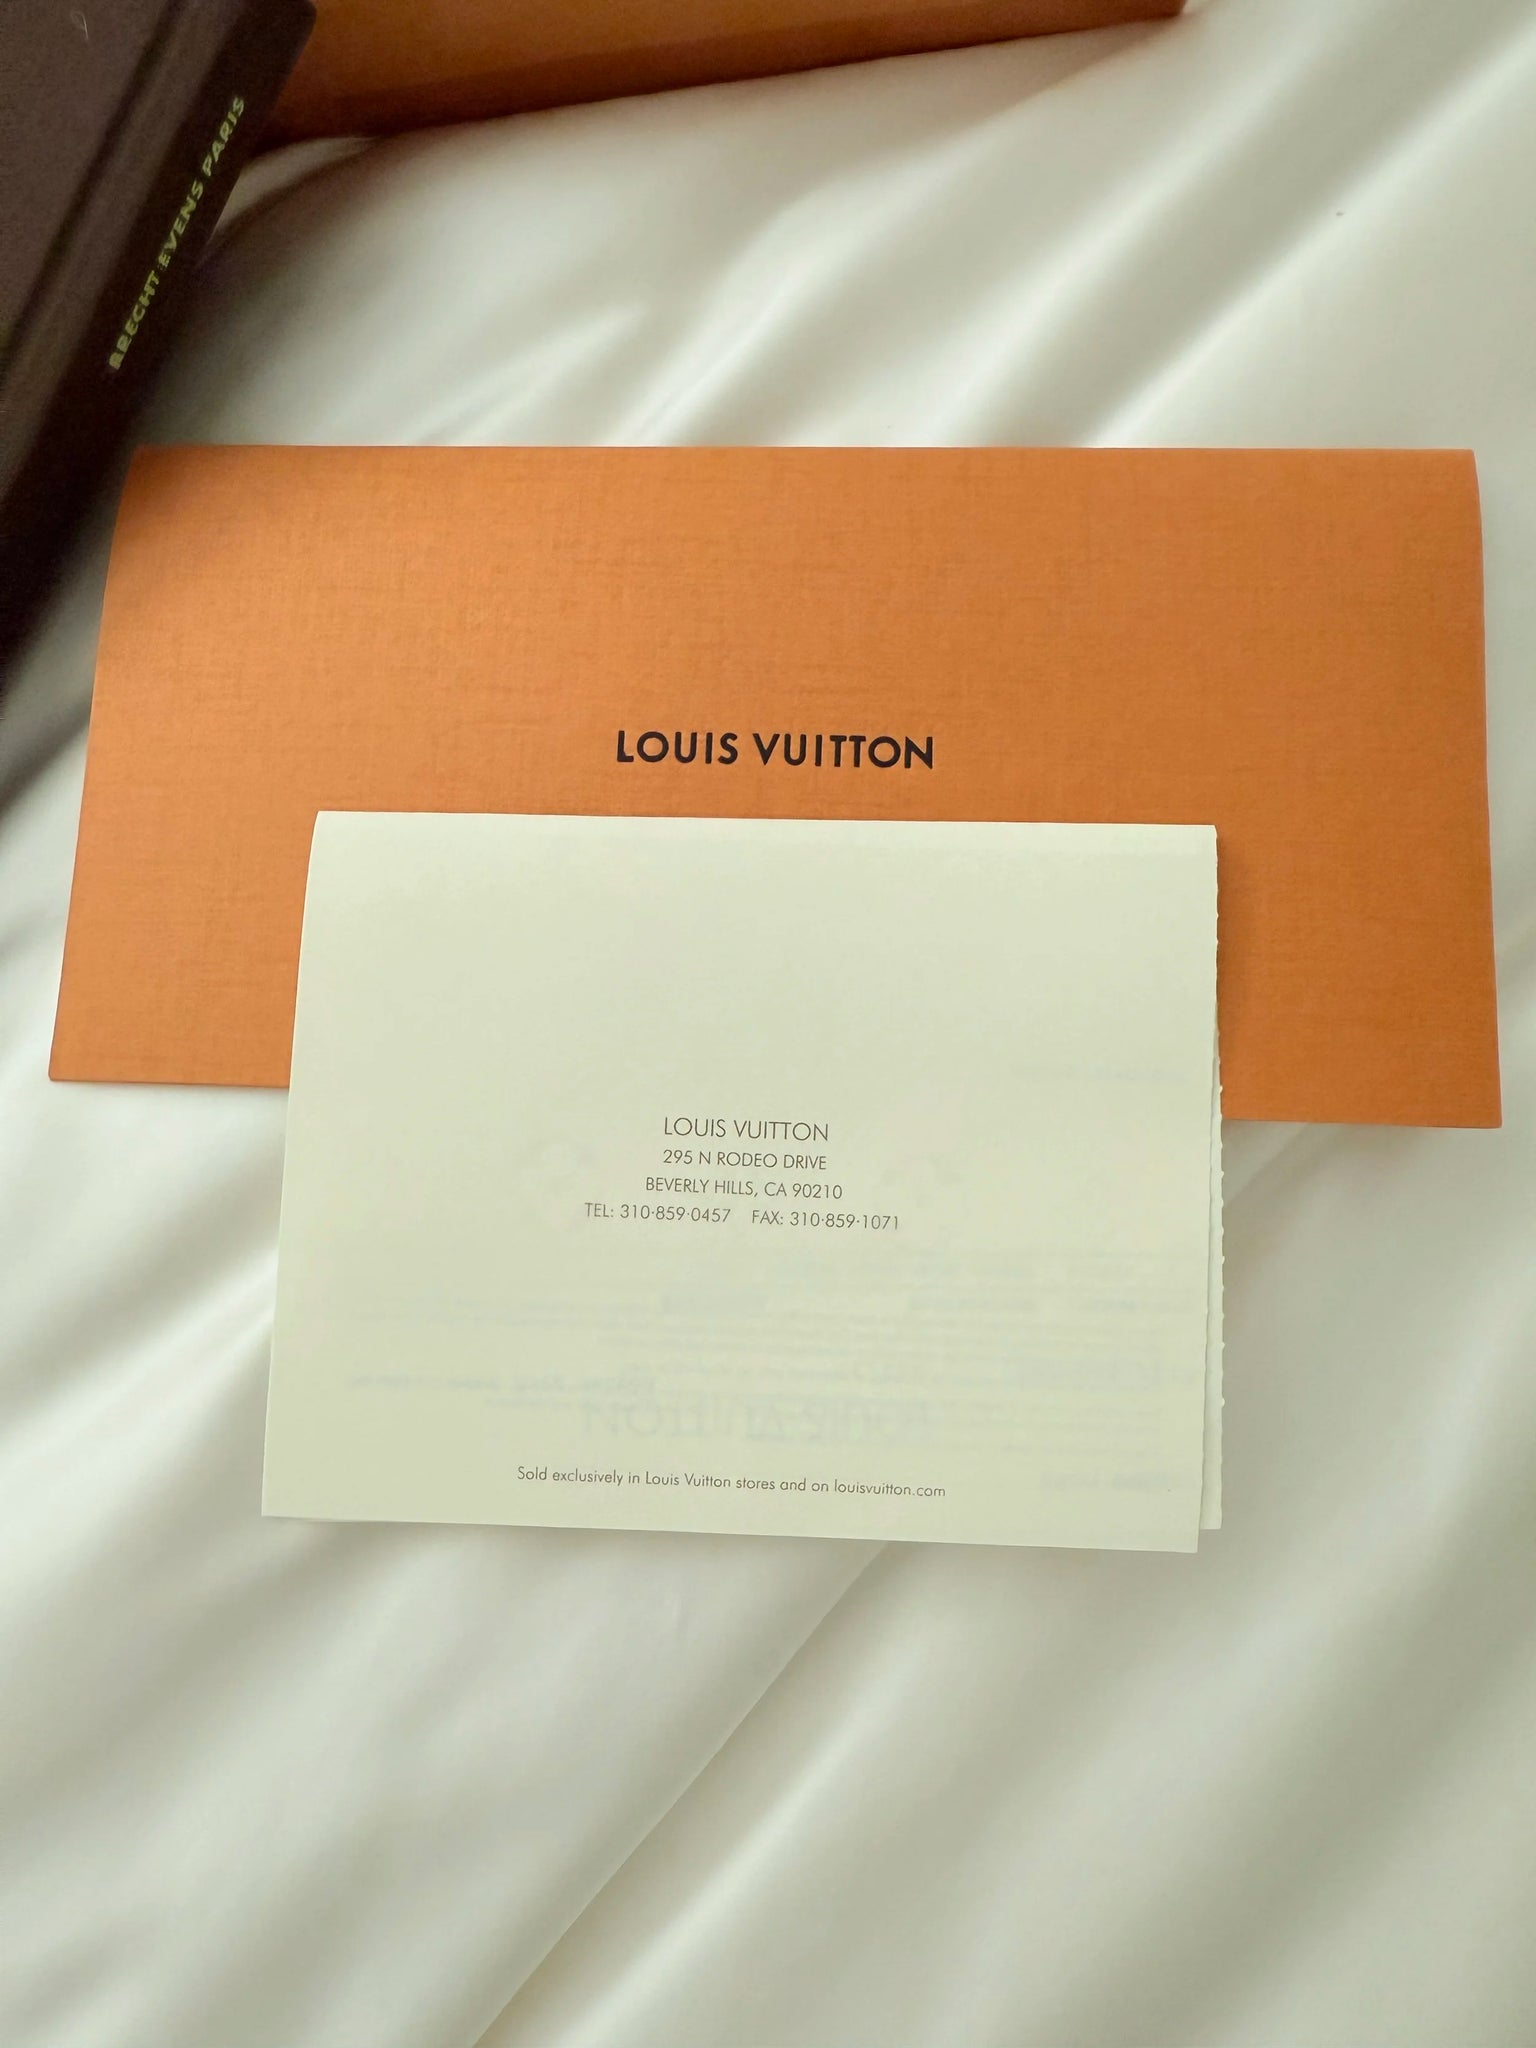 BRECHT EVENS PARIS
LOUIS VUITTON
LOUIS VUITTON
295 N RODEO DRIVE
BEVERLY HILLS, CA 90210
TEL: 310·859·0457 FAX: 310·859·1071
Sold exclusively in Louis Vuitton stores and on louisvuitton.com